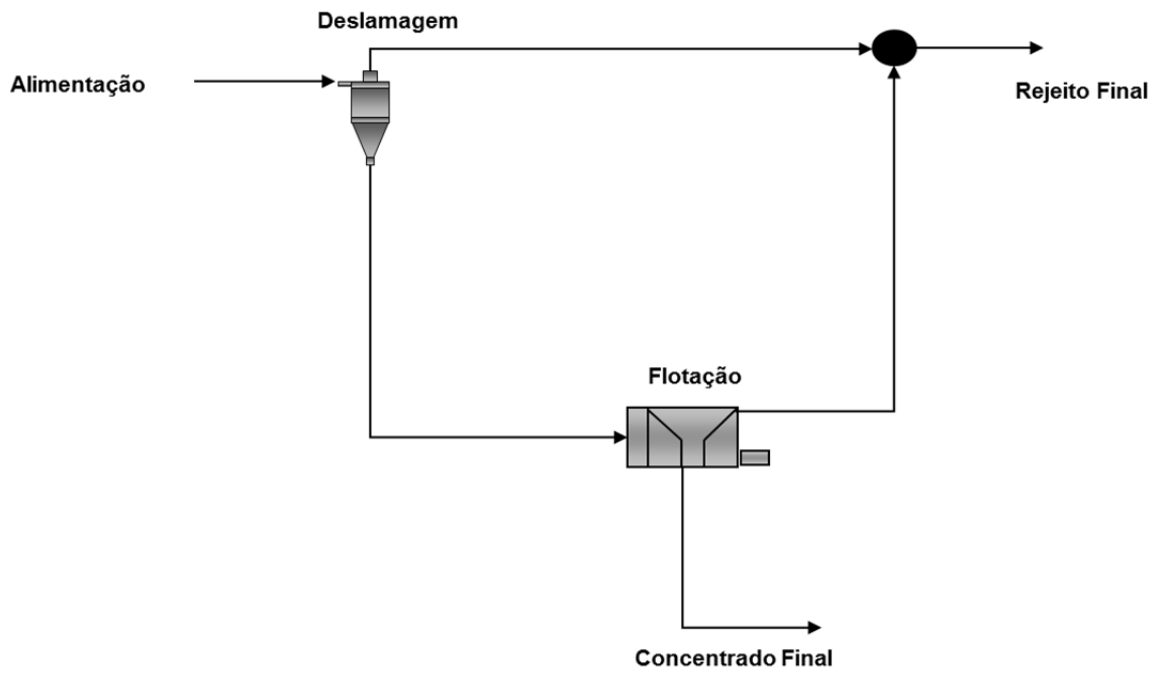 Deslamagem
Alimentação
Rejeito Final
Flotação
Concentrado Final